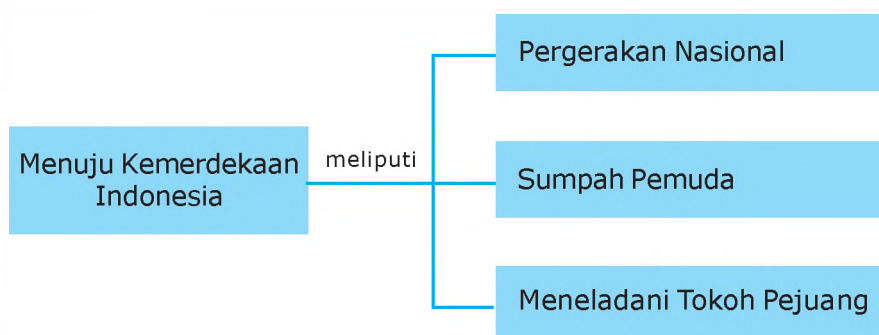 Menuju Kemerdekaan
Indonesia
meliputi
Pergerakan Nasional
Sumpah Pemuda
Meneladani Tokoh Pejuang